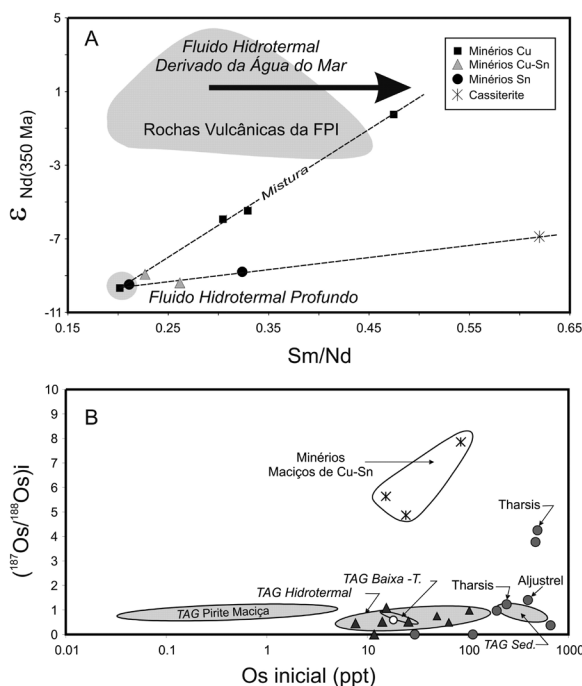 A
Fluido Hidrotermal
Derivado da Água do Mar
Rochas Vulcânicas da FPI
Minérios Cu
Minérios Cu-Sn
Minérios Sn
Cassiterite
Mistura
Fluido Hidrotermal Profundo
5
1
-3
-7
-11
ε Nd(350 Ma)
0.15 0.25 0.35 0.45 0.55 0.65
Sm/Nd
B
Minérios
Maciços de Cu-Sn
Tharsis
TAG Baixa -T.
TAG Hidrotermal
Tharsis
Aljustrel
TAG Pirite Maciça
TAG Sed.
10
9
8
7
6
5
4
3
2
1
0
(187Os/188Os)i
0.01 0.1 1 10 100 1000
Os inicial (ppt)